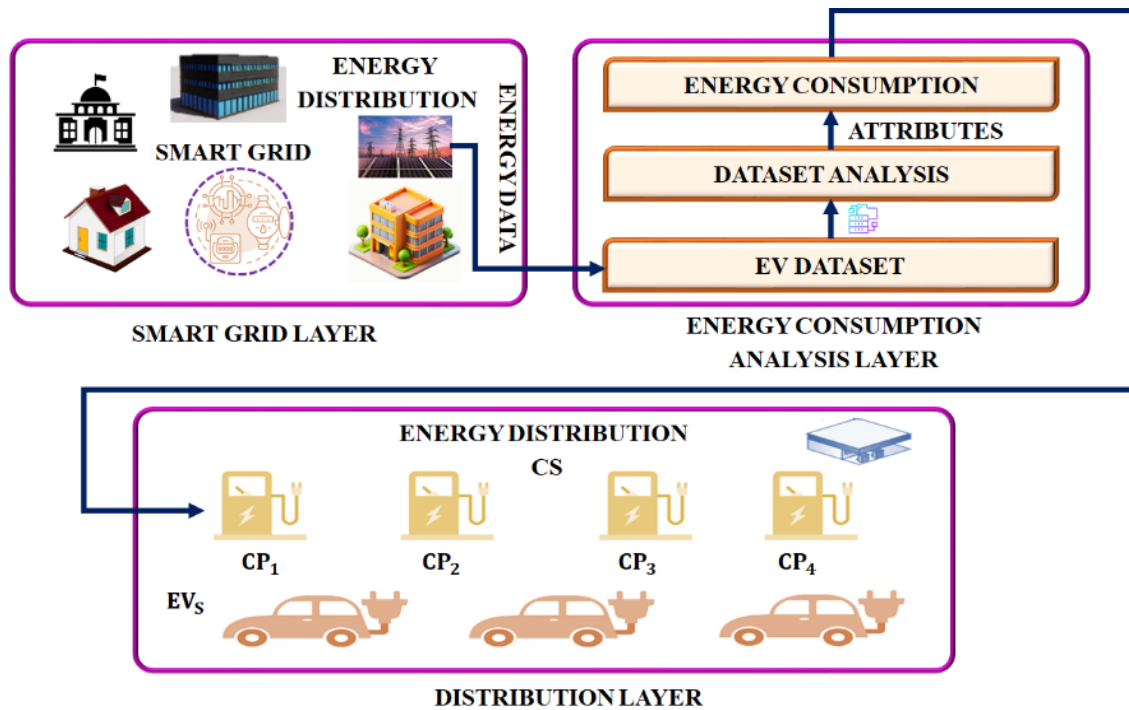 ENERGY
DISTRIBUTION
SMART GRID
ENERGY DATA
SMART GRID LAYER
ENERGY CONSUMPTION
ATTRIBUTES
DATASET ANALYSIS
EV DATASET
ENERGY CONSUMPTION
ANALYSIS LAYER
ENERGY DISTRIBUTION
CS
CP₁ CP₂ CP₃ CP₄
EVₛ
DISTRIBUTION LAYER